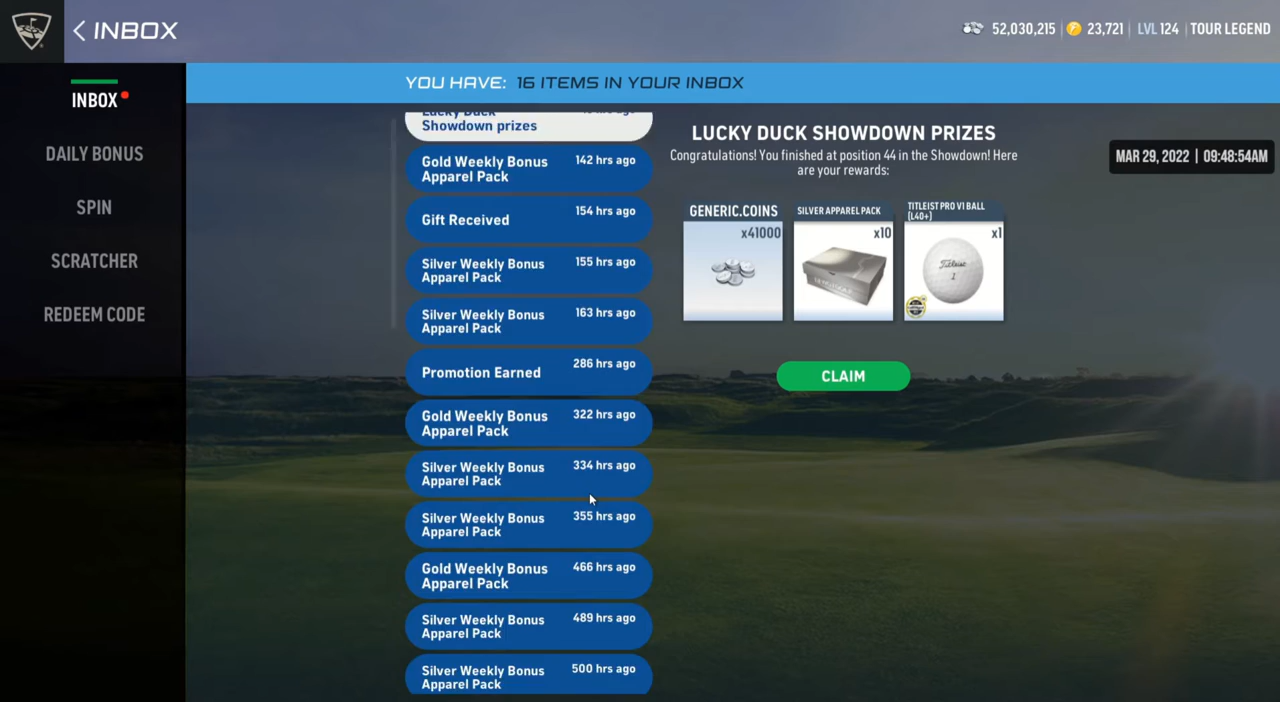 INBOX
52,030,215
23,721
LVL 124
TOUR LEGEND
YOU HAVE: 16 ITEMS IN YOUR INBOX
INBOX
DAILY BONUS
SPIN
SCRATCHER
REDEEM CODE
Lucky Duck
Showdown prizes
Gold Weekly Bonus
Apparel Pack
142 hrs ago
Gift Received
154 hrs ago
Silver Weekly Bonus
Apparel Pack
155 hrs ago
Silver Weekly Bonus
Apparel Pack
163 hrs ago
Promotion Earned
286 hrs ago
Gold Weekly Bonus
Apparel Pack
322 hrs ago
Silver Weekly Bonus
Apparel Pack
334 hrs ago
Silver Weekly Bonus
Apparel Pack
355 hrs ago
Gold Weekly Bonus
Apparel Pack
466 hrs ago
Silver Weekly Bonus
Apparel Pack
489 hrs ago
Silver Weekly Bonus
Apparel Pack
500 hrs ago
LUCKY DUCK SHOWDOWN PRIZES
Congratulations! You finished at position 44 in the Showdown! Here
are your rewards:
GENERIC.COINS
x41000
SILVER APPAREL PACK
x10
TITLEIST PRO V1 BALL
(L40+)
x1
Titleist
1
CLAIM
MAR 29, 2022 | 09:48:54AM